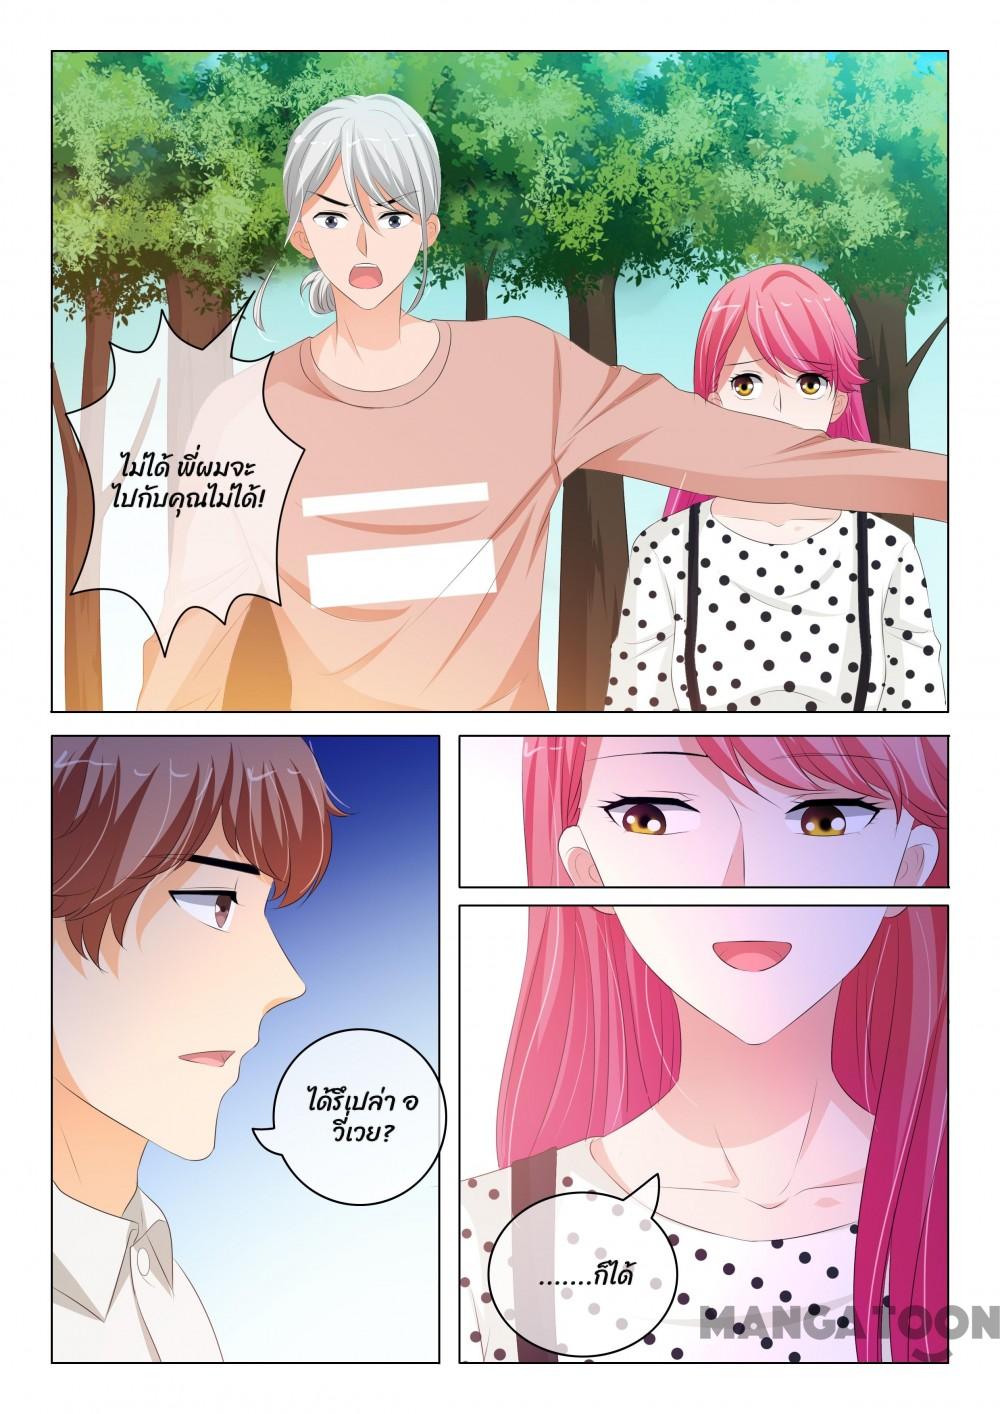 ไม่ได้ พี่ผมจะ
ไปกับคุณไม่ได้!
ได้รึเปล่า อ
วี่เวย?
.......ก็ได้
MANGATOON